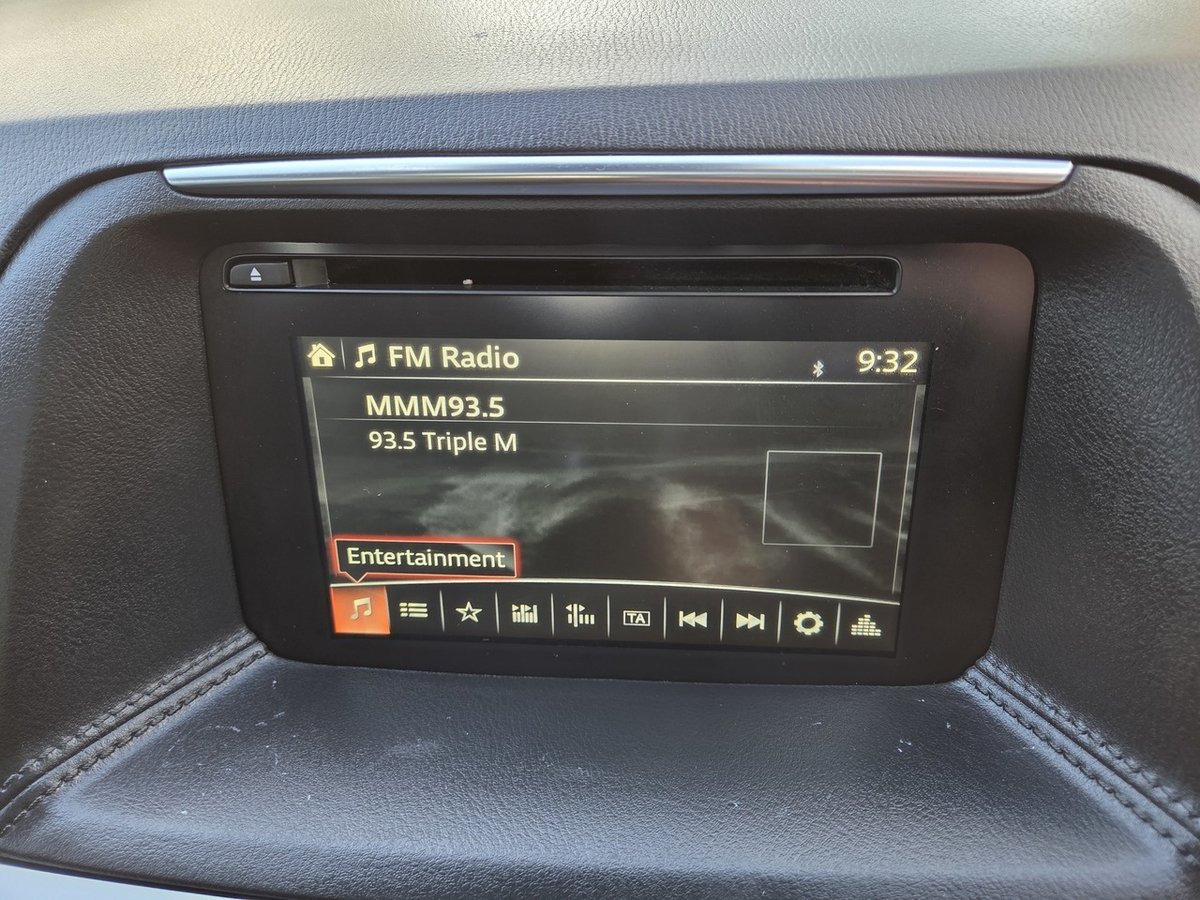 FM Radio
9:32
MMM93.5
93.5 Triple M
Entertainment
TA